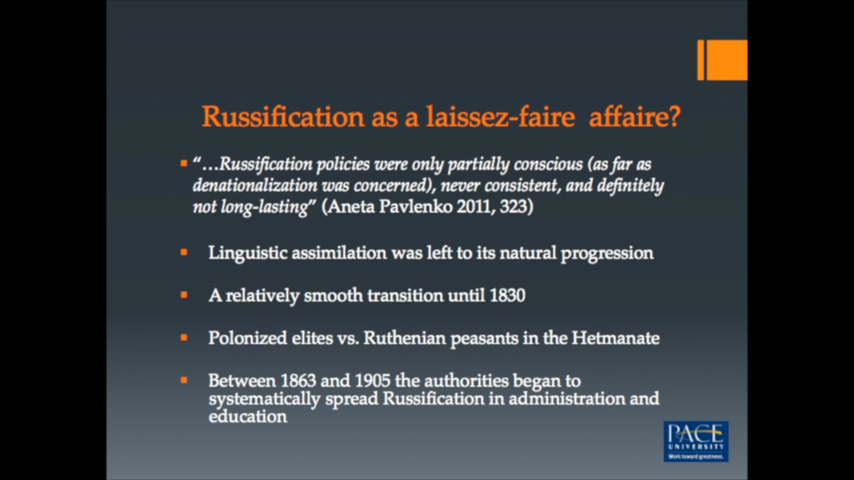 Russification as a laissez-faire affaire?
“…Russification policies were only partially conscious (as far as
denationalization was concerned), never consistent, and definitely
not long-lasting” (Aneta Pavlenko 2011, 323)
Linguistic assimilation was left to its natural progression
A relatively smooth transition until 1830
Polonized elites vs. Ruthenian peasants in the Hetmanate
Between 1863 and 1905 the authorities began to
systematically spread Russification in administration and
education
PACE
UNIVERSITY
Work toward greatness.